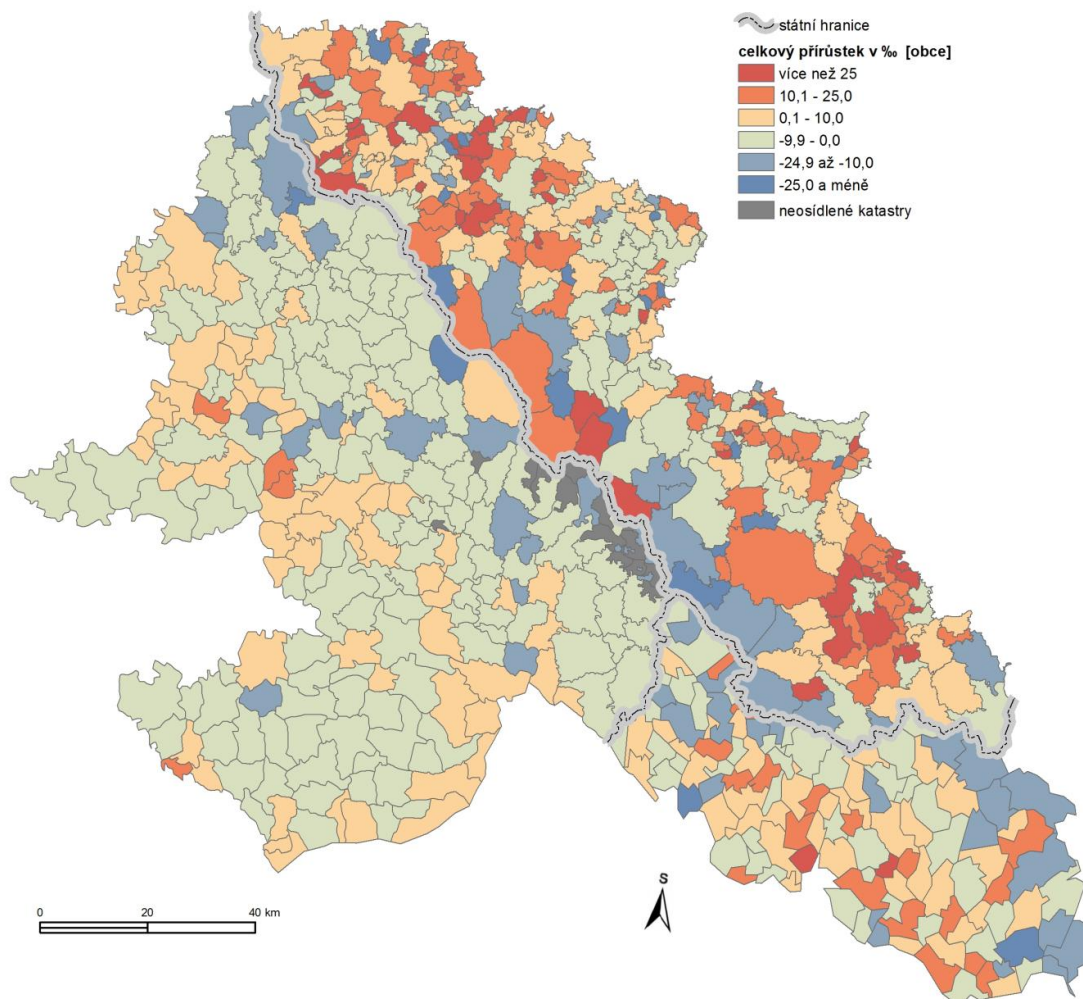 státní hranice
celkový přírůstek v ‰ [obce]
více než 25
10,1 - 25,0
0,1 - 10,0
-9,9 - 0,0
-24,9 až -10,0
-25,0 a méně
neosídlené katastry
S
0 20 40 km